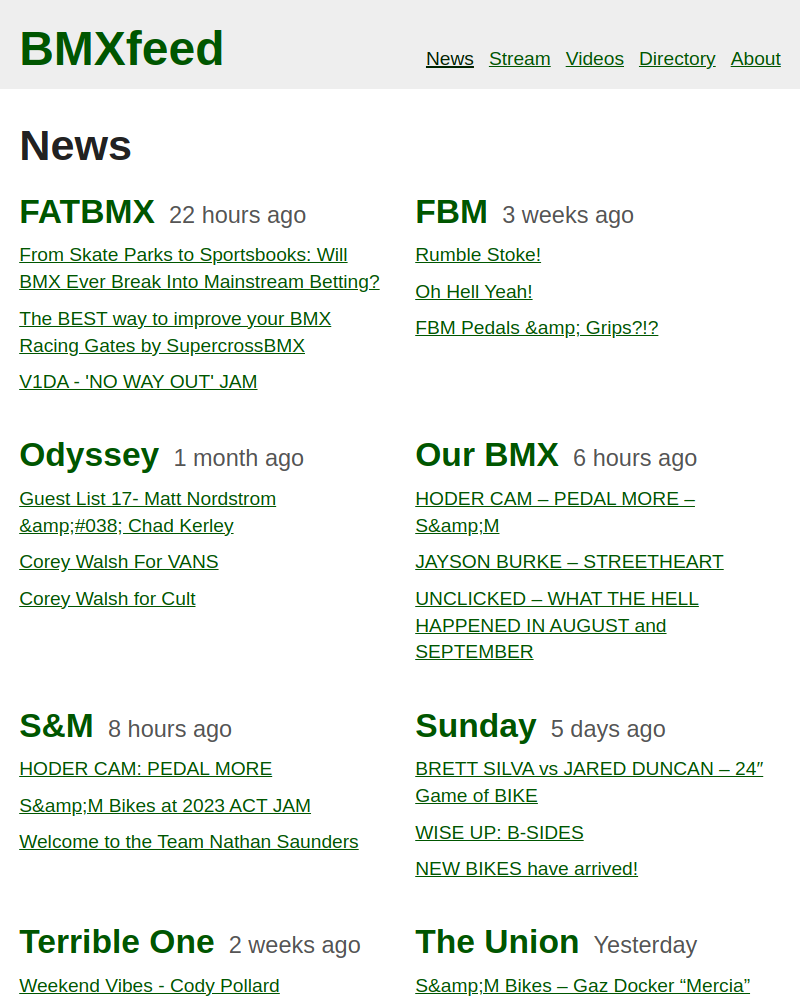 BMXfeed
News Stream Videos Directory About
News
FATBMX 22 hours ago
From Skate Parks to Sportsbooks: Will
BMX Ever Break Into Mainstream Betting?
The BEST way to improve your BMX
Racing Gates by SupercrossBMX
V1DA - 'NO WAY OUT' JAM
FBM 3 weeks ago
Rumble Stoke!
Oh Hell Yeah!
FBM Pedals &amp; Grips?!?
Odyssey 1 month ago
Guest List 17- Matt Nordstrom
&amp;#038; Chad Kerley
Corey Walsh For VANS
Corey Walsh for Cult
Our BMX 6 hours ago
HODER CAM – PEDAL MORE –
S&amp;M
JAYSON BURKE – STREETHEART
UNCLICKED – WHAT THE HELL
HAPPENED IN AUGUST and
SEPTEMBER
S&M 8 hours ago
HODER CAM: PEDAL MORE
S&amp;M Bikes at 2023 ACT JAM
Welcome to the Team Nathan Saunders
Sunday 5 days ago
BRETT SILVA vs JARED DUNCAN – 24″
Game of BIKE
WISE UP: B-SIDES
NEW BIKES have arrived!
Terrible One 2 weeks ago
Weekend Vibes - Cody Pollard
The Union Yesterday
S&amp;M Bikes – Gaz Docker “Mercia”